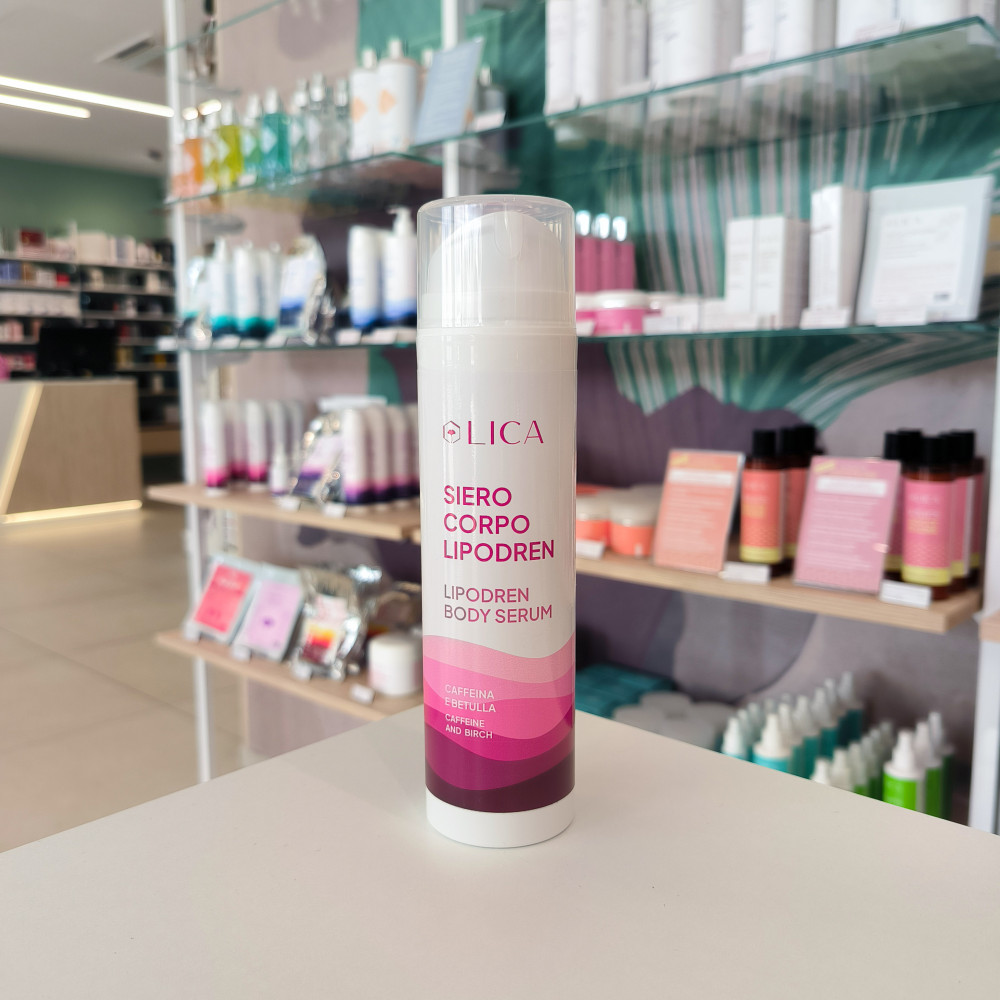 LICA
SIERO
CORPO
LIPODREN
LIPODREN
BODY SERUM
CAFFEINA
E BETULLA
CAFFEINE
AND BIRCH